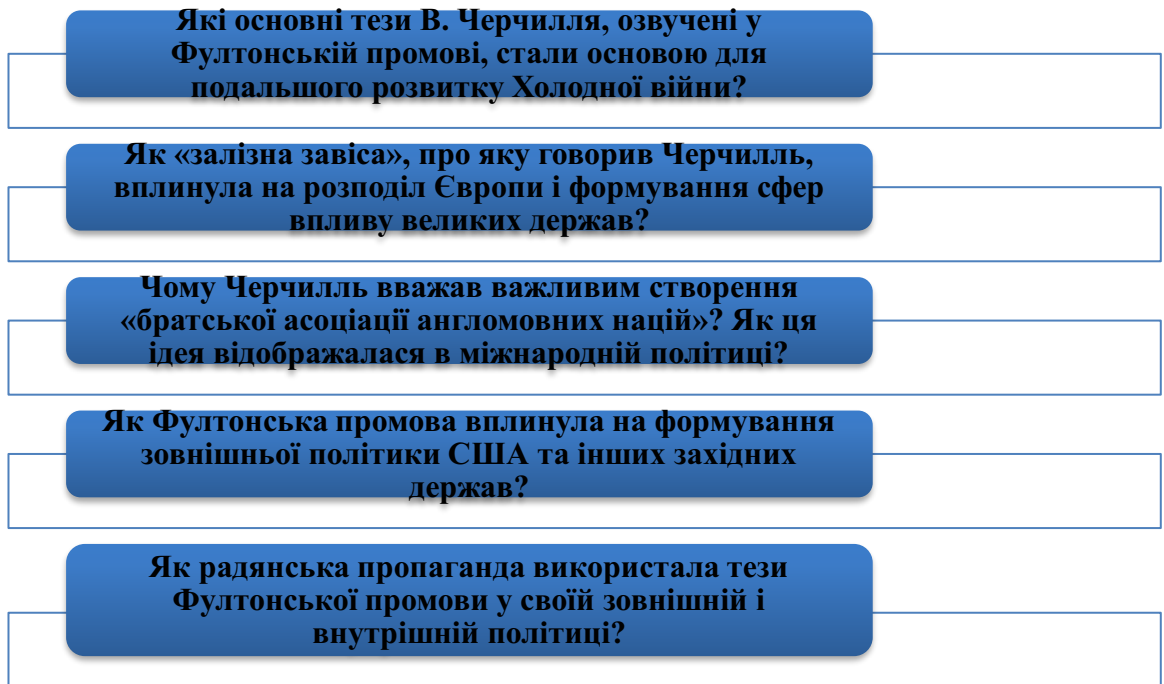 Які основні тези В. Черчилля, озвучені у
Фултонській промові, стали основою для
подальшого розвитку Холодної війни?
Як «залізна завіса», про яку говорив Черчилль,
вплинула на розподіл Європи і формування сфер
впливу великих держав?
Чому Черчилль вважав важливим створення
«братської асоціації англомовних націй»? Як ця
ідея відображалася в міжнародній політиці?
Як Фултонська промова вплинула на формування
зовнішньої політики США та інших західних
держав?
Як радянська пропаганда використала тези
Фултонської промови у своїй зовнішній і
внутрішній політиці?